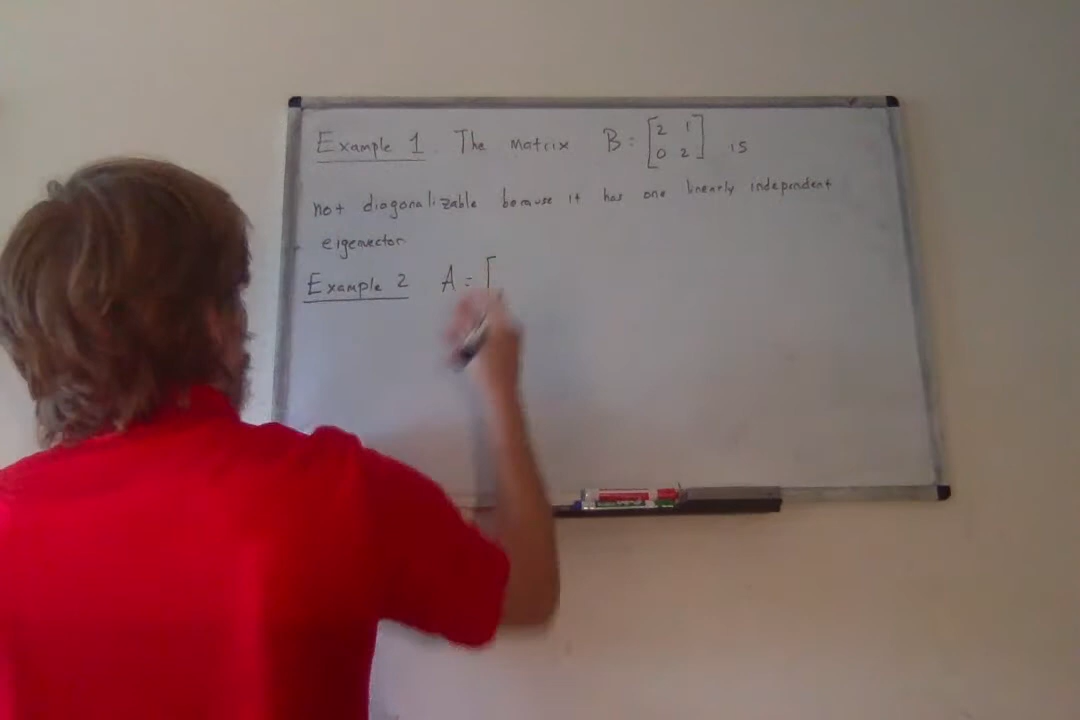 Example 1. The matrix B = [2 1
0 2] is
not diagonalizable because it has one linearly independent
eigenvector
Example 2 A = [